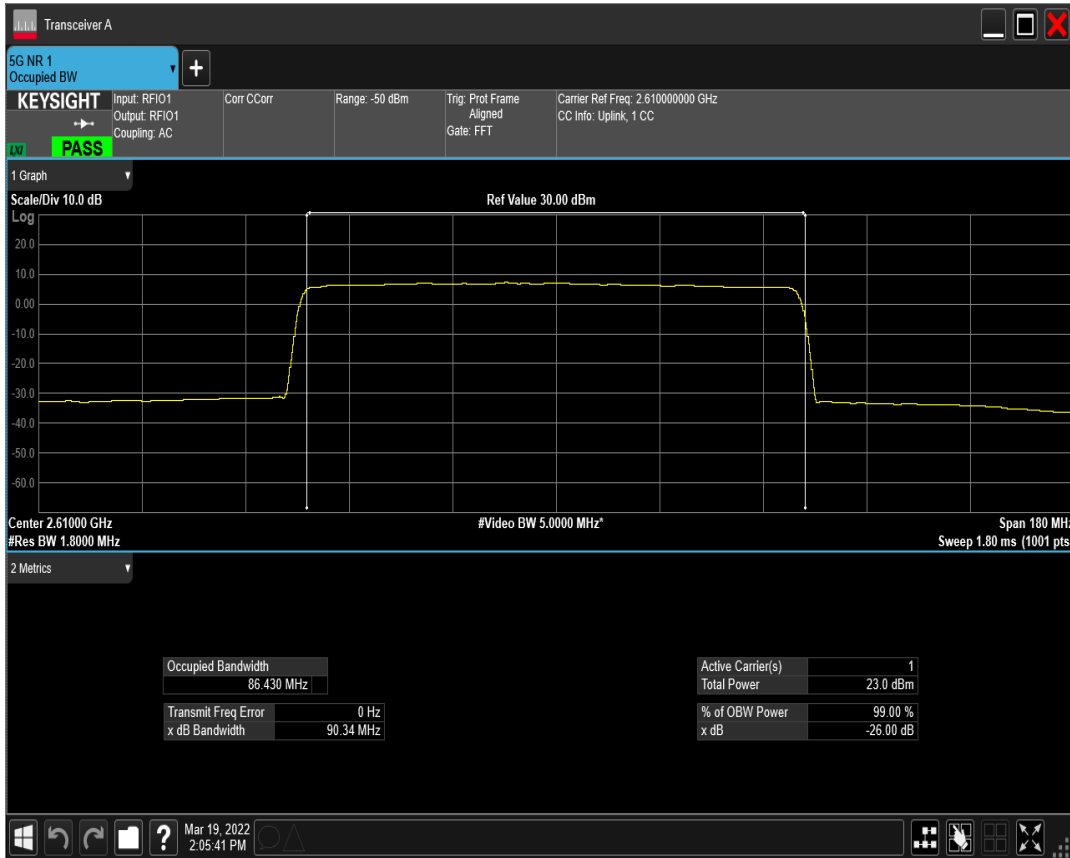 Transceiver A
5G NR 1
Occupied BW
+
KEYSIGHT
LXI
PASS
Input: RFIO1
Output: RFIO1
Coupling: AC
Corr CCorr
Range: -50 dBm
Trig: Prot Frame
Aligned
Gate: FFT
Carrier Ref Freq: 2.610000000 GHz
CC Info: Uplink, 1 CC
1 Graph
Scale/Div 10.0 dB
Ref Value 30.00 dBm
Log
20.0
10.0
0.00
-10.0
-20.0
-30.0
-40.0
-50.0
-60.0
Center 2.61000 GHz
#Video BW 5.0000 MHz*
Span 180 MHz
#Res BW 1.8000 MHz
Sweep 1.80 ms (1001 pts
2 Metrics
Occupied Bandwidth
86.430 MHz
Transmit Freq Error 0 Hz
x dB Bandwidth 90.34 MHz
Active Carrier(s) 1
Total Power 23.0 dBm
% of OBW Power 99.00 %
x dB -26.00 dB
?
Mar 19, 2022
2:05:41 PM